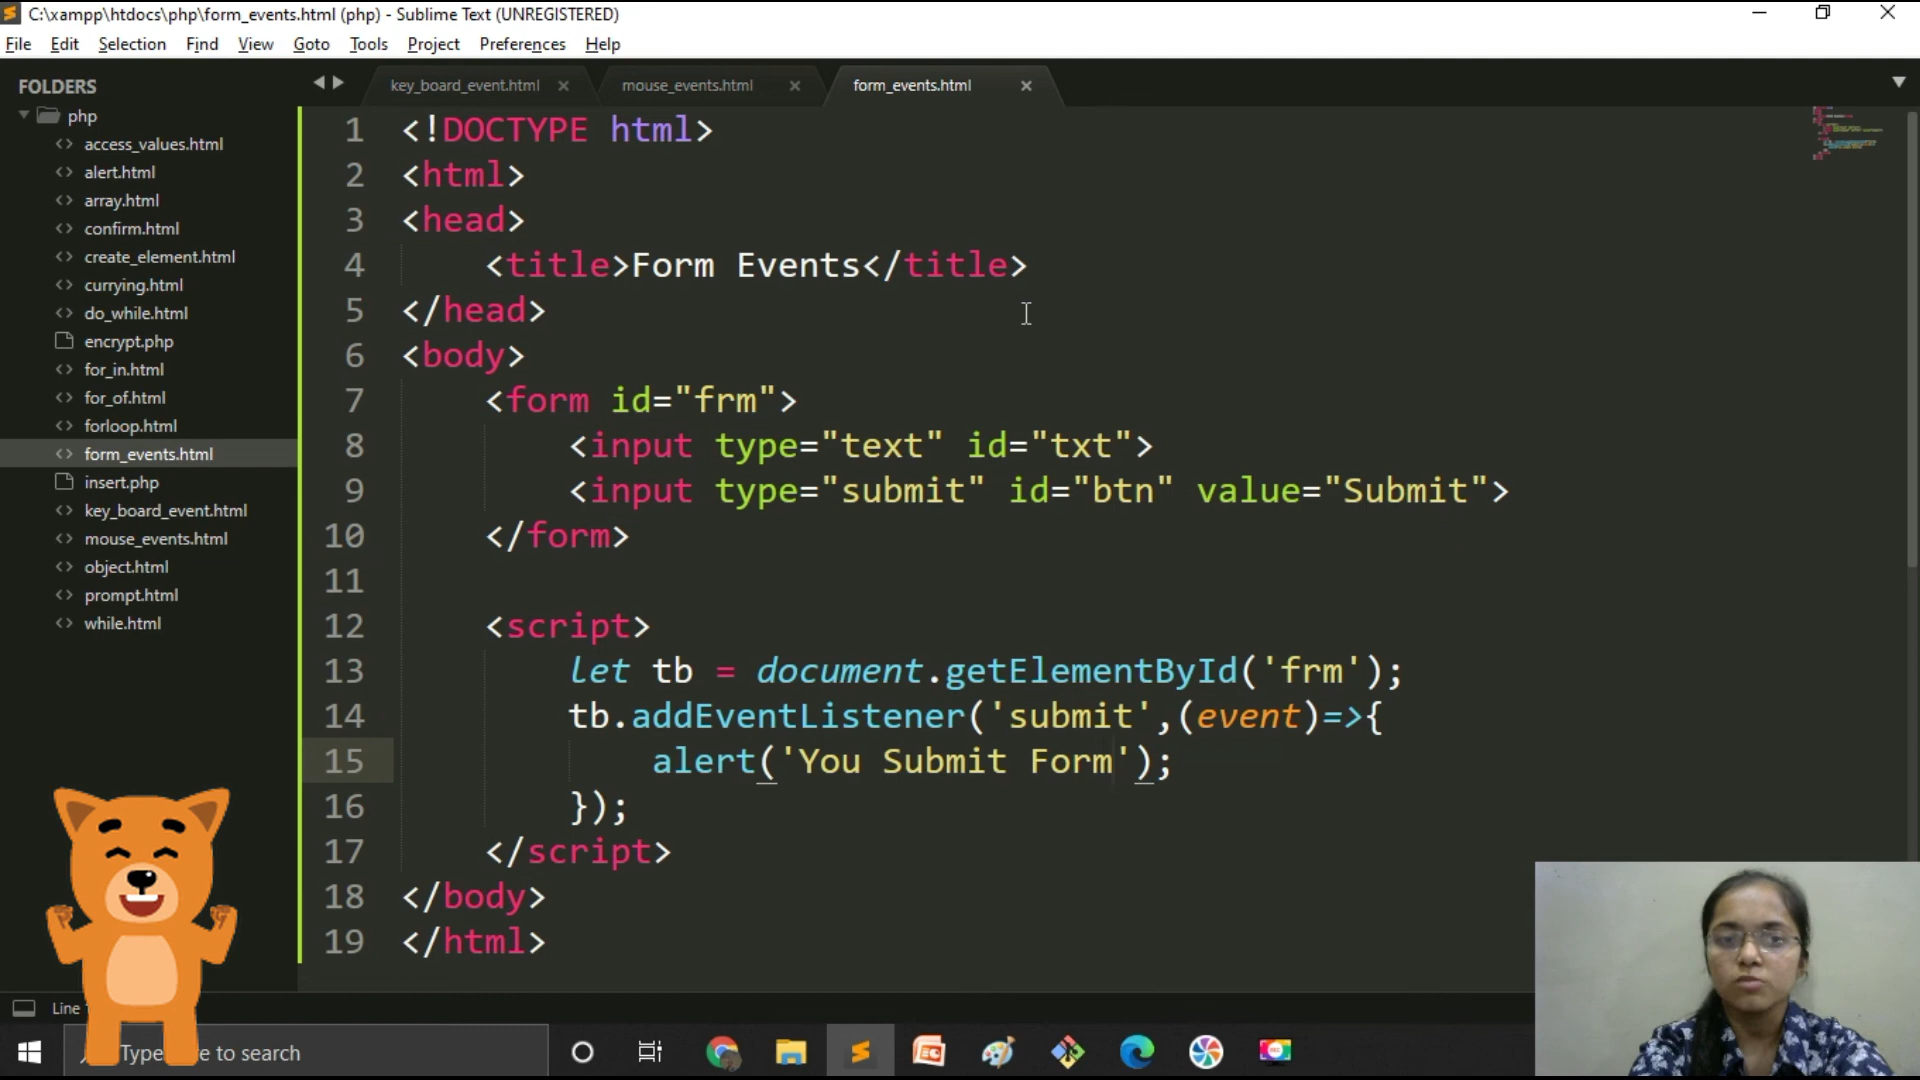 C:\xampp\htdocs\php\form_events.html (php) - Sublime Text (UNREGISTERED)
File Edit Selection Find View Goto Tools Project Preferences Help
FOLDERS
php
access_values.html
alert.html
array.html
confirm.html
create_element.html
currying.html
do_while.html
encrypt.php
for_in.html
for_of.html
forloop.html
form_events.html
insert.php
key_board_event.html
mouse_events.html
object.html
prompt.html
while.html
key_board_event.html mouse_events.html form_events.html
1 <!DOCTYPE html>
2 <html>
3 <head>
4 <title>Form Events</title>
5 </head>
6 <body>
7 <form id="frm">
8 <input type="text" id="txt">
9 <input type="submit" id="btn" value="Submit">
10 </form>
11
12 <script>
13 let tb = document.getElementById('frm');
14 tb.addEventListener('submit',(event)=>{
15 alert('You Submit Form');
16 });
17 </script>
18 </body>
19 </html>
Line
Type to search